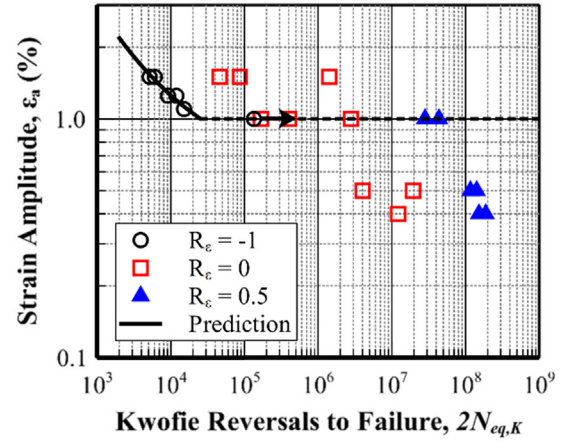 Strain Amplitude, εa (%)
1.0
0.1
Rε = -1
Rε = 0
Rε = 0.5
Prediction
10³ 10⁴ 10⁵ 10⁶ 10⁷ 10⁸ 10⁹
Kwofie Reversals to Failure, 2Neq,K